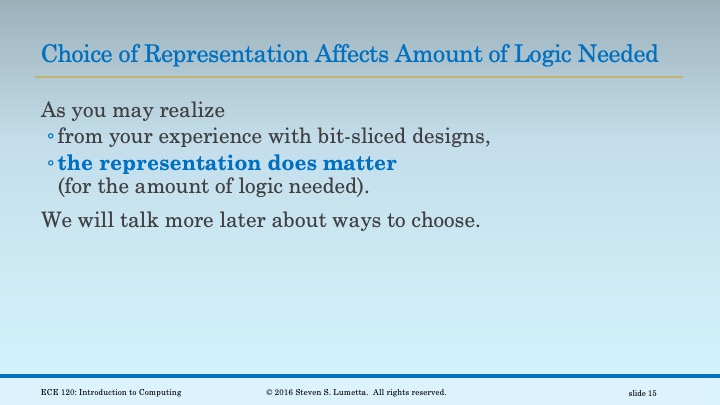 Choice of Representation Affects Amount of Logic Needed
As you may realize
◦from your experience with bit-sliced designs,
◦the representation does matter
(for the amount of logic needed).
We will talk more later about ways to choose.
ECE 120: Introduction to Computing © 2016 Steven S. Lumetta. All rights reserved. slide 15